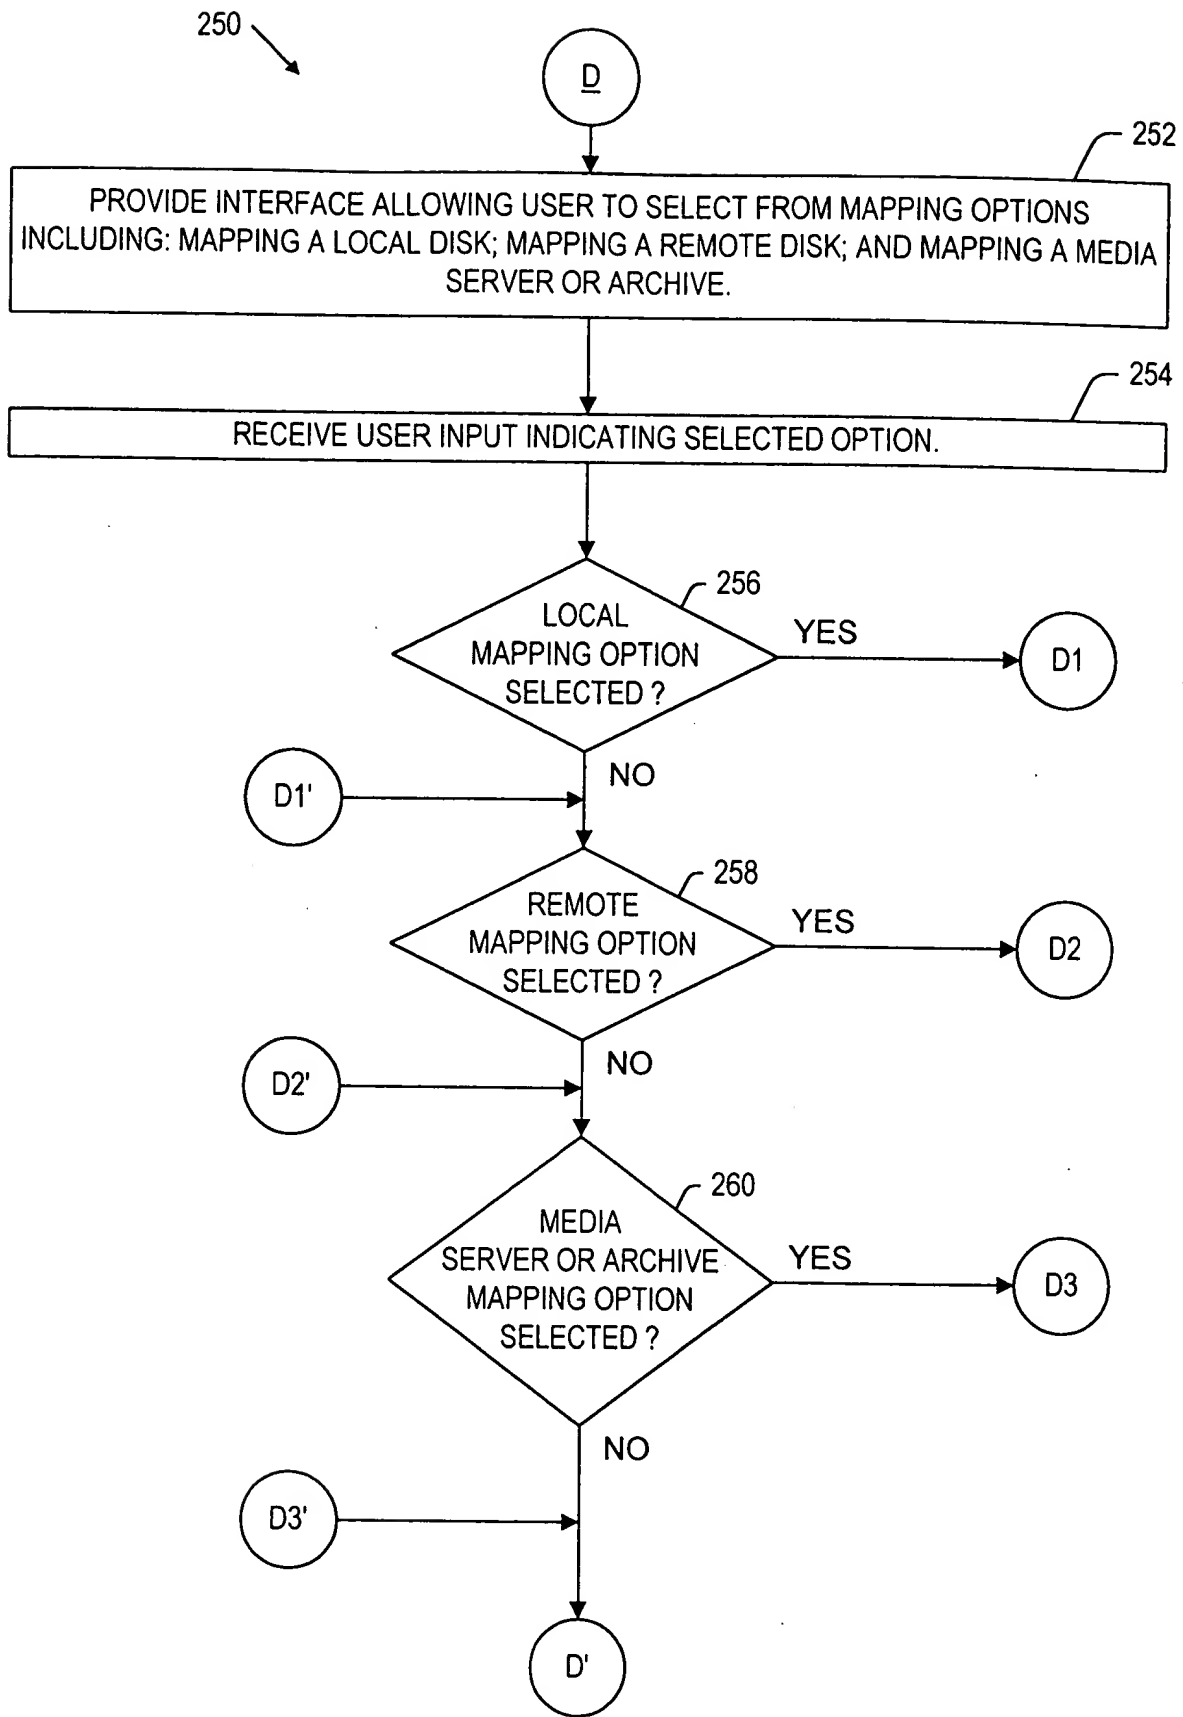 250
D
252
PROVIDE INTERFACE ALLOWING USER TO SELECT FROM MAPPING OPTIONS
INCLUDING: MAPPING A LOCAL DISK; MAPPING A REMOTE DISK; AND MAPPING A MEDIA
SERVER OR ARCHIVE.
254
RECEIVE USER INPUT INDICATING SELECTED OPTION.
256
LOCAL
MAPPING OPTION
SELECTED ?
YES
D1
NO
D1'
258
REMOTE
MAPPING OPTION
SELECTED ?
YES
D2
NO
D2'
260
MEDIA
SERVER OR ARCHIVE
MAPPING OPTION
SELECTED ?
YES
D3
NO
D3'
D'